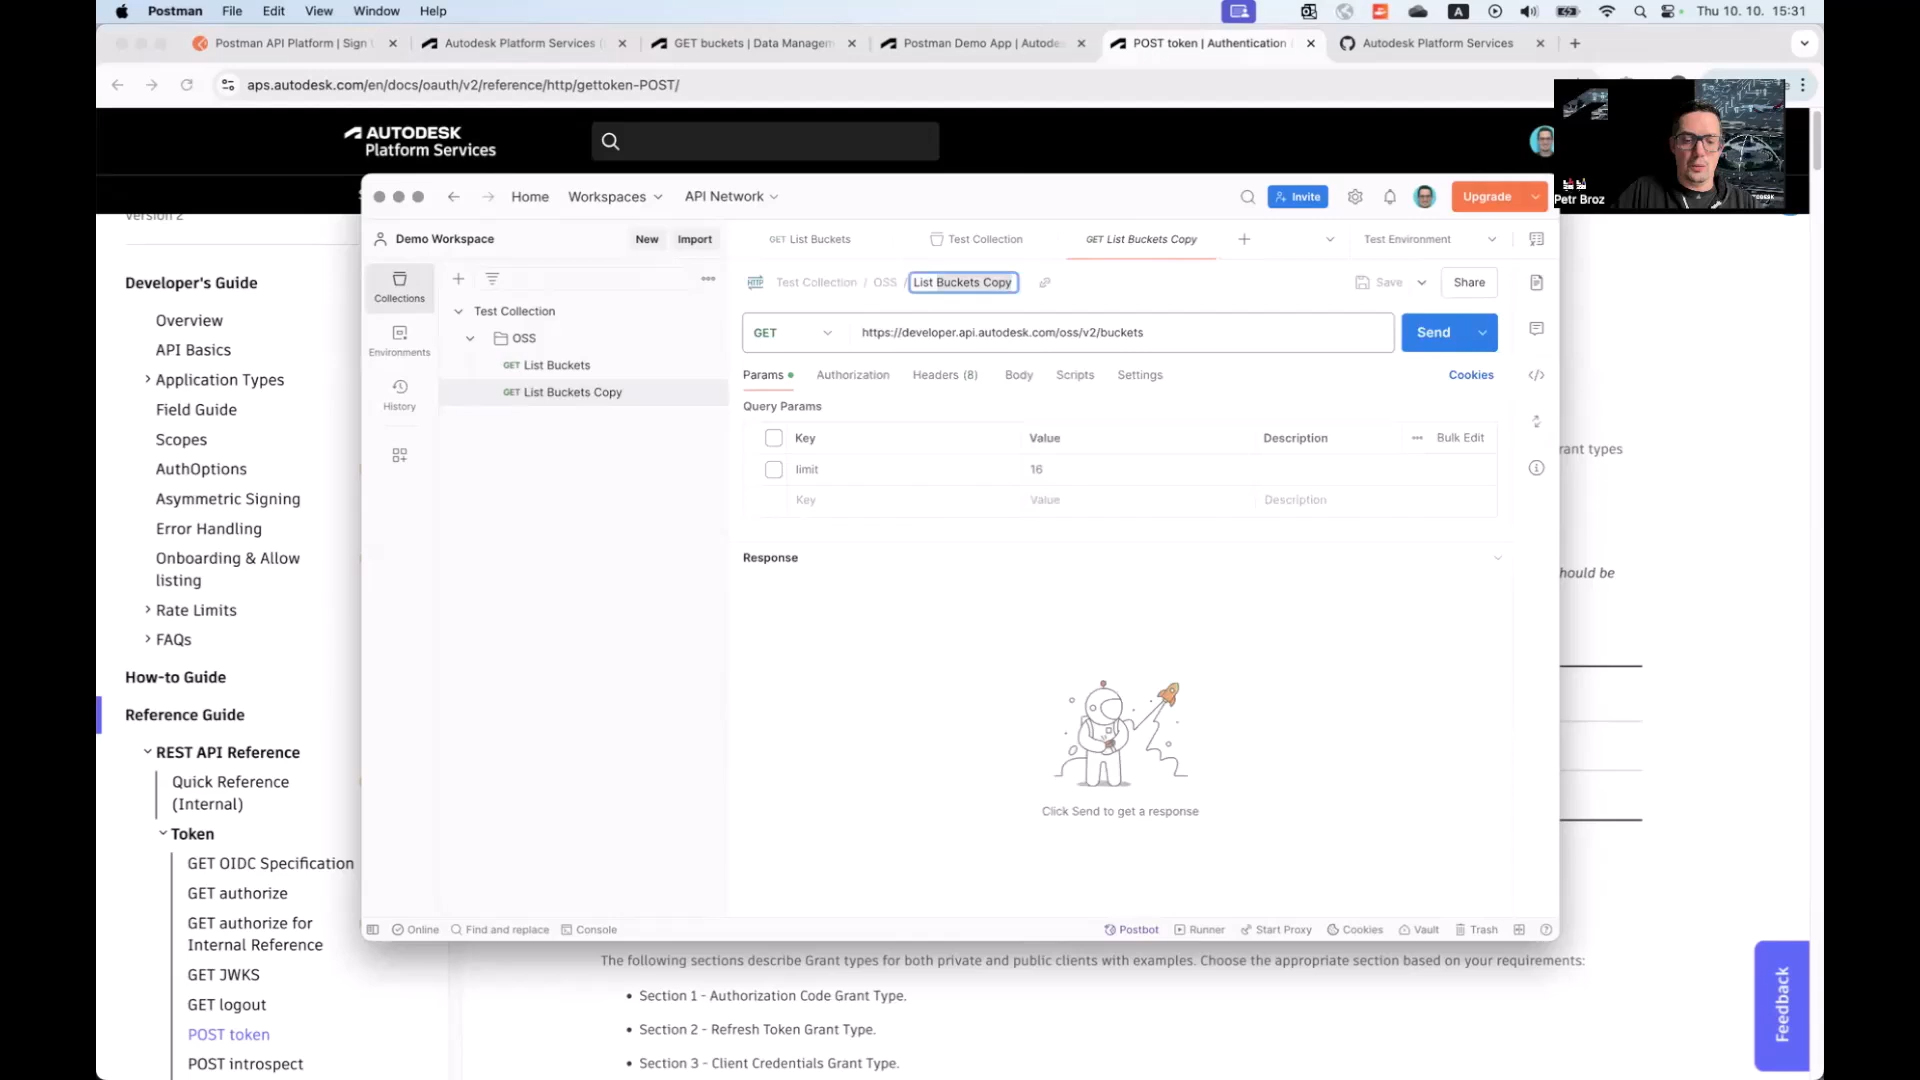 Postman File Edit View Window Help
A
Thu 10. 10. 15:31
Postman API Platform | Sign
Autodesk Platform Services
GET buckets | Data Managem
Postman Demo App | Autode
POST token | Authentication
Autodesk Platform Services
aps.autodesk.com/en/docs/oauth/v2/reference/http/gettoken-POST/
AUTODESK
Platform Services
Petr Broz
Home Workspaces API Network
Invite
Upgrade
Version 2
Demo Workspace
New
Import
GET List Buckets
Test Collection
GET List Buckets Copy
Test Environment
Collections
Environments
History
Test Collection
OSS
GET List Buckets
GET List Buckets Copy
HTTP Test Collection / OSS / List Buckets Copy
Save
Share
GET
https://developer.api.autodesk.com/oss/v2/buckets
Send
Params Authorization Headers (8) Body Scripts Settings
Cookies
Query Params
Key Value Description ••• Bulk Edit
limit 16
Key Value Description
Response
Click Send to get a response
Online Find and replace Console
Postbot Runner Start Proxy Cookies Vault Trash
Developer's Guide
Overview
API Basics
Application Types
Field Guide
Scopes
AuthOptions
Asymmetric Signing
Error Handling
Onboarding & Allow
listing
Rate Limits
FAQs
How-to Guide
Reference Guide
REST API Reference
Quick Reference
(Internal)
Token
GET OIDC Specification
GET authorize
GET authorize for
Internal Reference
GET JWKS
GET logout
POST token
POST introspect
rant types
hould be
The following sections describe Grant types for both private and public clients with examples. Choose the appropriate section based on your requirements:
• Section 1 - Authorization Code Grant Type.
• Section 2 - Refresh Token Grant Type.
• Section 3 - Client Credentials Grant Type.
Feedback